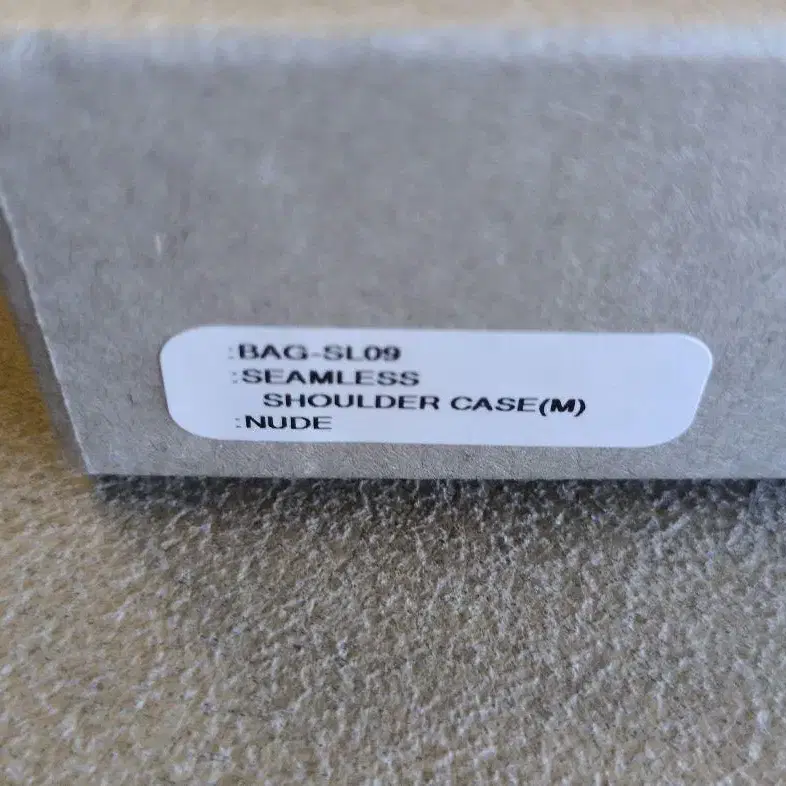 :BAG-SL09
:SEAMLESS
SHOULDER CASE(M)
:NUDE